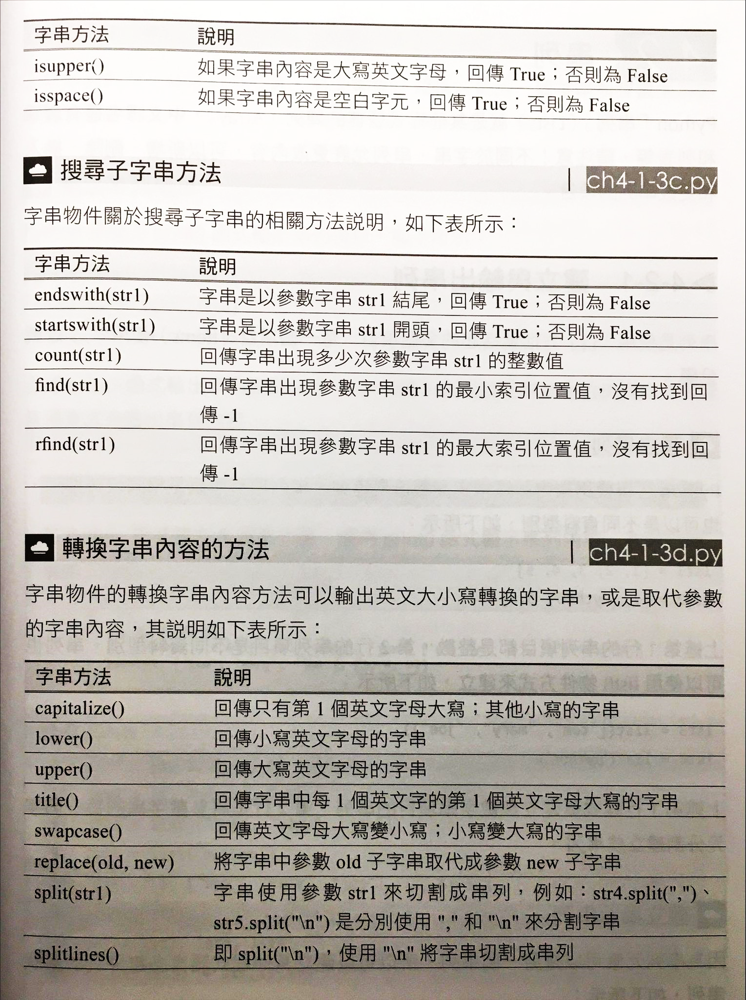 字串方法 說明
isupper() 如果字串內容是大寫英文字母，回傳 True；否則為 False
isspace() 如果字串內容是空白字元，回傳 True；否則為 False
搜尋子字串方法 | ch4-1-3c.py
字串物件關於搜尋子字串的相關方法說明，如下表所示：
字串方法 說明
endswith(str1) 字串是以參數字串 str1 結尾，回傳 True；否則為 False
startswith(str1) 字串是以參數字串 str1 開頭，回傳 True；否則為 False
count(str1) 回傳字串出現多少次參數字串 str1 的整數值
find(str1) 回傳字串出現參數字串 str1 的最小索引位置值，沒有找到回
傳 -1
rfind(str1) 回傳字串出現參數字串 str1 的最大索引位置值，沒有找到回
傳 -1
轉換字串內容的方法 | ch4-1-3d.py
字串物件的轉換字串內容方法可以輸出英文大小寫轉換的字串，或是取代參數
的字串內容，其說明如下表所示：
字串方法 說明
capitalize() 回傳只有第 1 個英文字母大寫；其他小寫的字串
lower() 回傳小寫英文字母的字串
upper() 回傳大寫英文字母的字串
title() 回傳字串中每 1 個英文字的第 1 個英文字母大寫的字串
swapcase() 回傳英文字母大寫變小寫；小寫變大寫的字串
replace(old, new) 將字串中參數 old 子字串取代成參數 new 子字串
split(str1) 字串使用參數 str1 來切割成串列，例如：str4.split(",")、
str5.split("\n") 是分別使用 "," 和 "\n" 來分割字串
splitlines() 即 split("\n")，使用 "\n" 將字串切割成串列